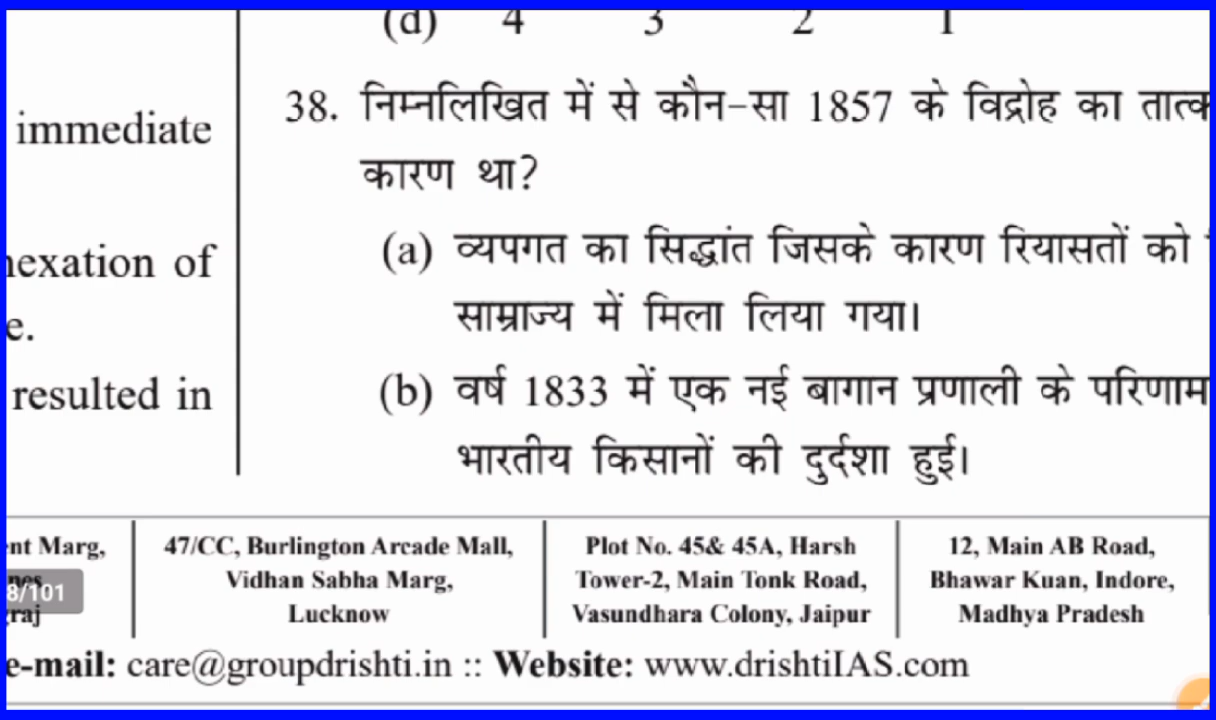 (d) 4 3 2 1
immediate
nexation of
e.
resulted in
38. निम्नलिखित में से कौन-सा 1857 के विद्रोह का तात्क
कारण था?
(a) व्यपगत का सिद्धांत जिसके कारण रियासतों को
साम्राज्य में मिला लिया गया।
(b) वर्ष 1833 में एक नई बागान प्रणाली के परिणाम
भारतीय किसानों की दुर्दशा हुई।
nt Marg,
nes
raj
8/101
47/CC, Burlington Arcade Mall,
Vidhan Sabha Marg,
Lucknow
Plot No. 45& 45A, Harsh
Tower-2, Main Tonk Road,
Vasundhara Colony, Jaipur
12, Main AB Road,
Bhawar Kuan, Indore,
Madhya Pradesh
e-mail: care@groupdrishti.in :: Website: www.drishtiIAS.com